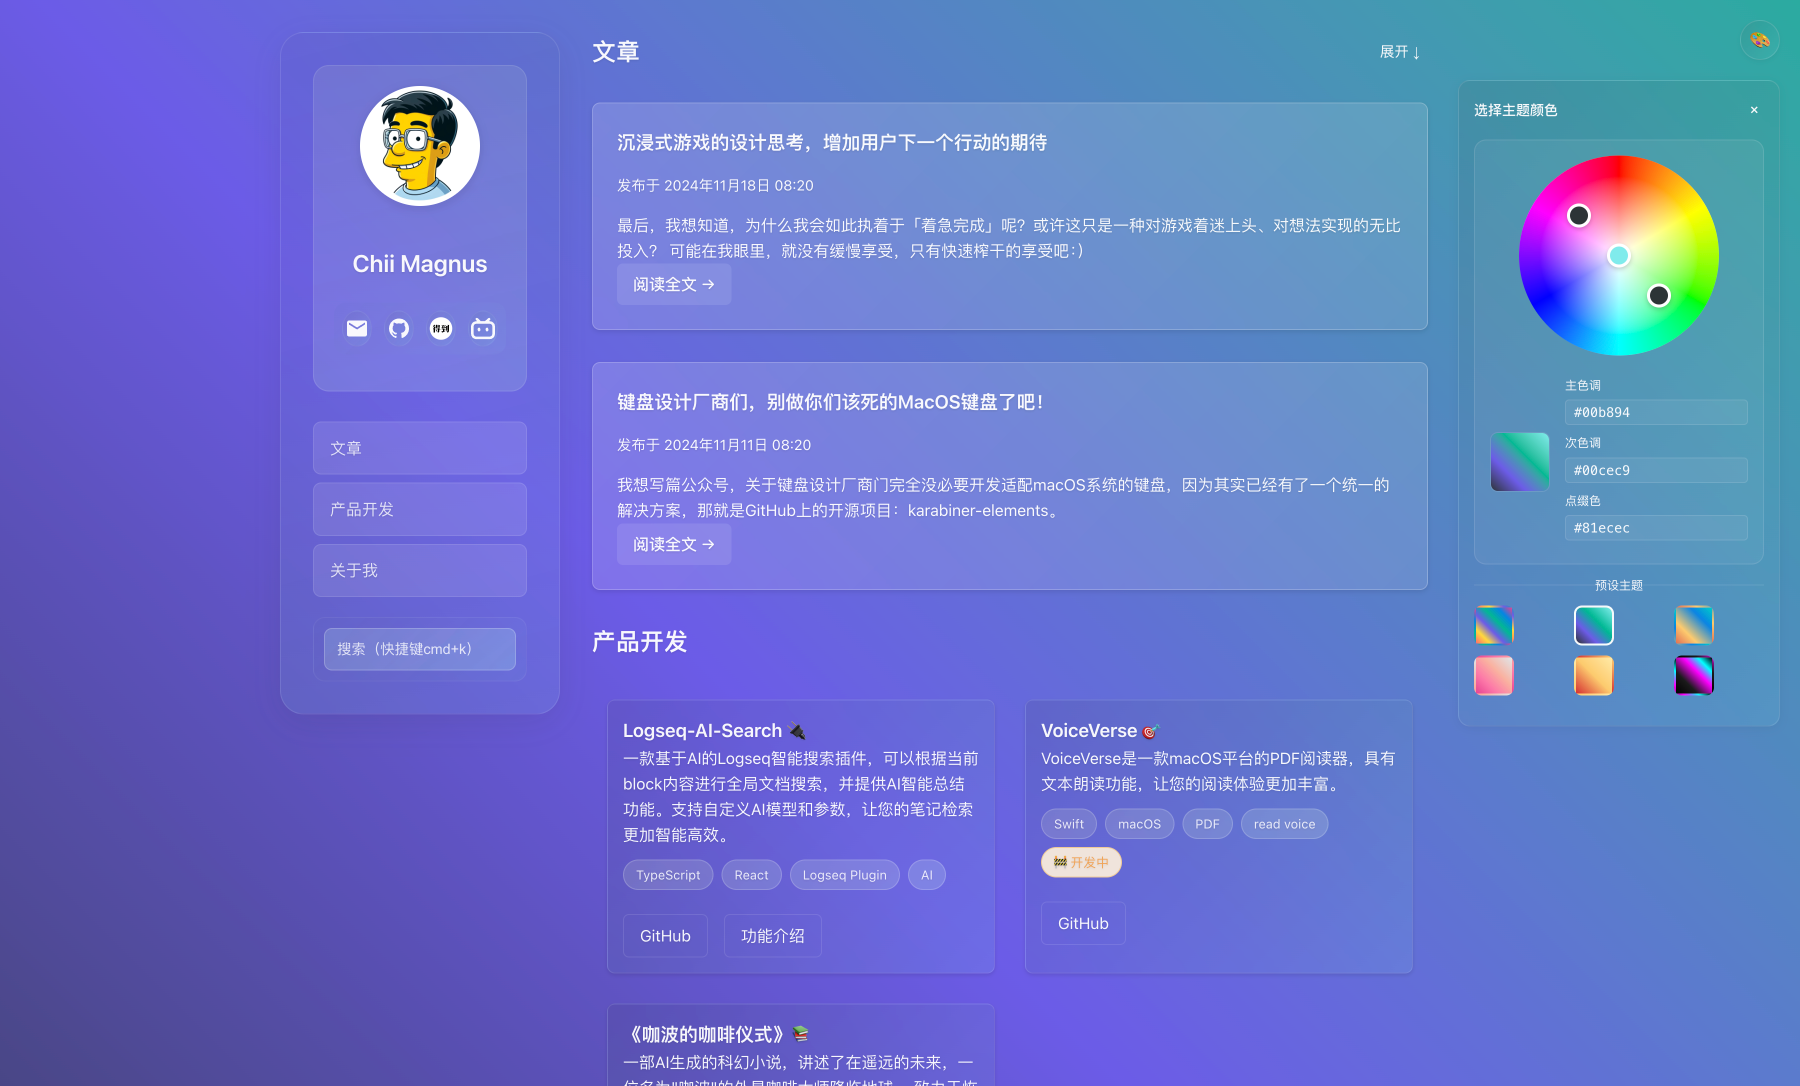 得到
Chii Magnus
文章
产品开发
关于我
搜索（快捷键cmd+k）
文章
展开 ↓
沉浸式游戏的设计思考，增加用户下一个行动的期待
发布于 2024年11月18日 08:20
最后，我想知道，为什么我会如此执着于「着急完成」呢？或许这只是一种对游戏着迷上头、对想法实现的无比
投入？ 可能在我眼里，就没有缓慢享受，只有快速榨干的享受吧:)
阅读全文 →
键盘设计厂商们，别做你们该死的MacOS键盘了吧！
发布于 2024年11月11日 08:20
我想写篇公众号，关于键盘设计厂商门完全没必要开发适配macOS系统的键盘，因为其实已经有了一个统一的
解决方案，那就是GitHub上的开源项目：karabiner-elements。
阅读全文 →
产品开发
Logseq-AI-Search 🔌
一款基于AI的Logseq智能搜索插件，可以根据当前
block内容进行全局文档搜索，并提供AI智能总结
功能。支持自定义AI模型和参数，让您的笔记检索
更加智能高效。
TypeScript React Logseq Plugin AI
GitHub 功能介绍
VoiceVerse 🎯
VoiceVerse是一款macOS平台的PDF阅读器，具有
文本朗读功能，让您的阅读体验更加丰富。
Swift macOS PDF read voice
🚧 开发中
GitHub
《咖波的咖啡仪式》📚
一部AI生成的科幻小说，讲述了在遥远的未来，一
选择主题颜色 ×
主色调
#00b894
次色调
#00cec9
点缀色
#81ecec
预设主题